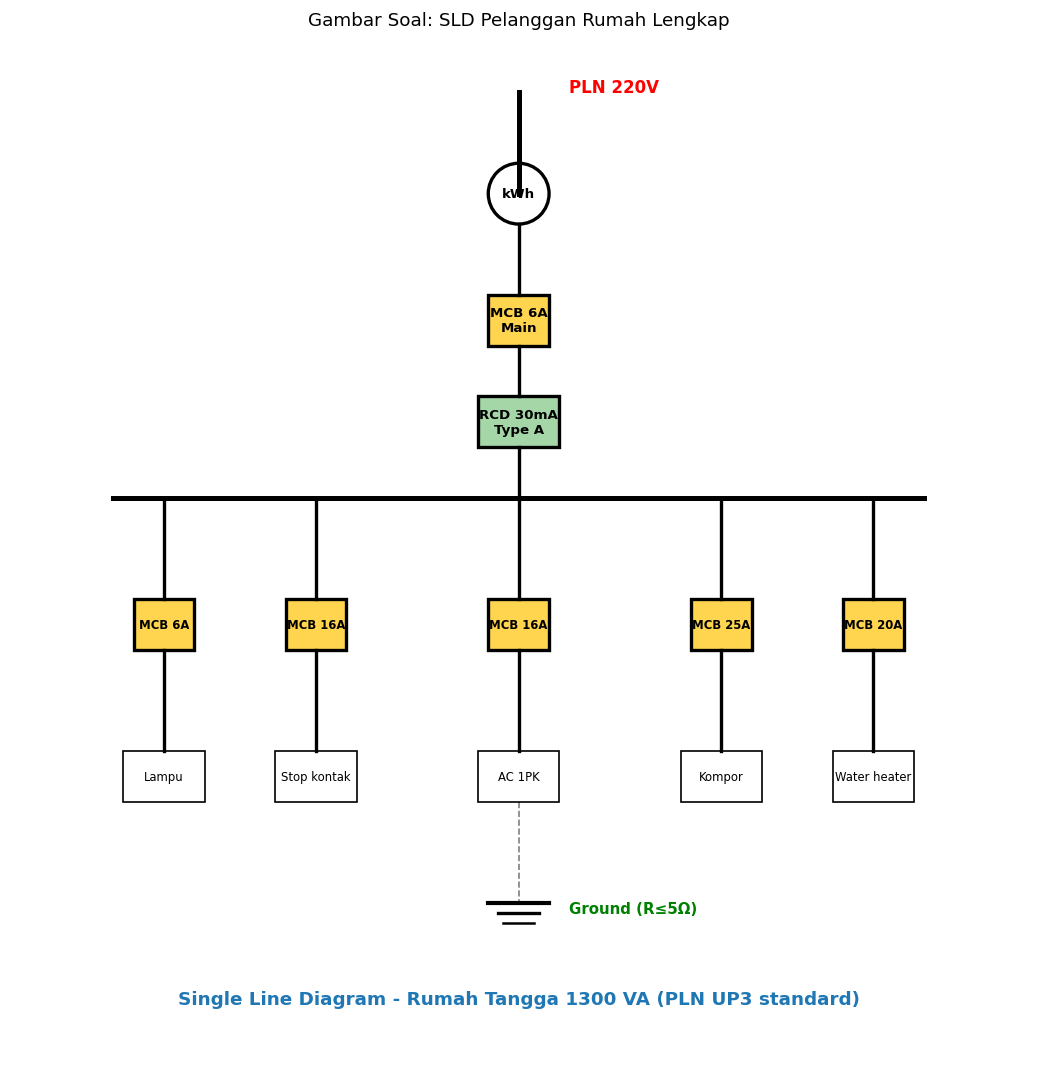 Gambar Soal: SLD Pelanggan Rumah Lengkap
PLN 220V
kWh
MCB 6A
Main
RCD 30mA
Type A
MCB 6A
MCB 16A
MCB 16A
MCB 25A
MCB 20A
Lampu
Stop kontak
AC 1PK
Kompor
Water heater
Ground (R≤5Ω)
Single Line Diagram - Rumah Tangga 1300 VA (PLN UP3 standard)